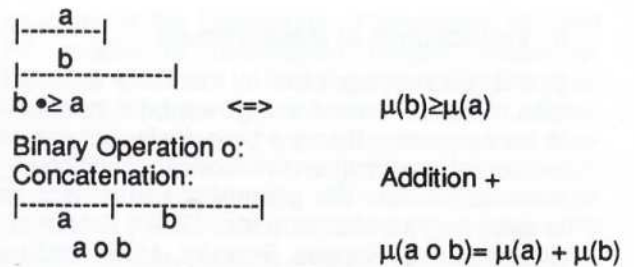 a
b
b •≥ a <=> μ(b)≥μ(a)
Binary Operation o:
Concatenation: Addition +
a b
a o b μ(a o b)= μ(a) + μ(b)